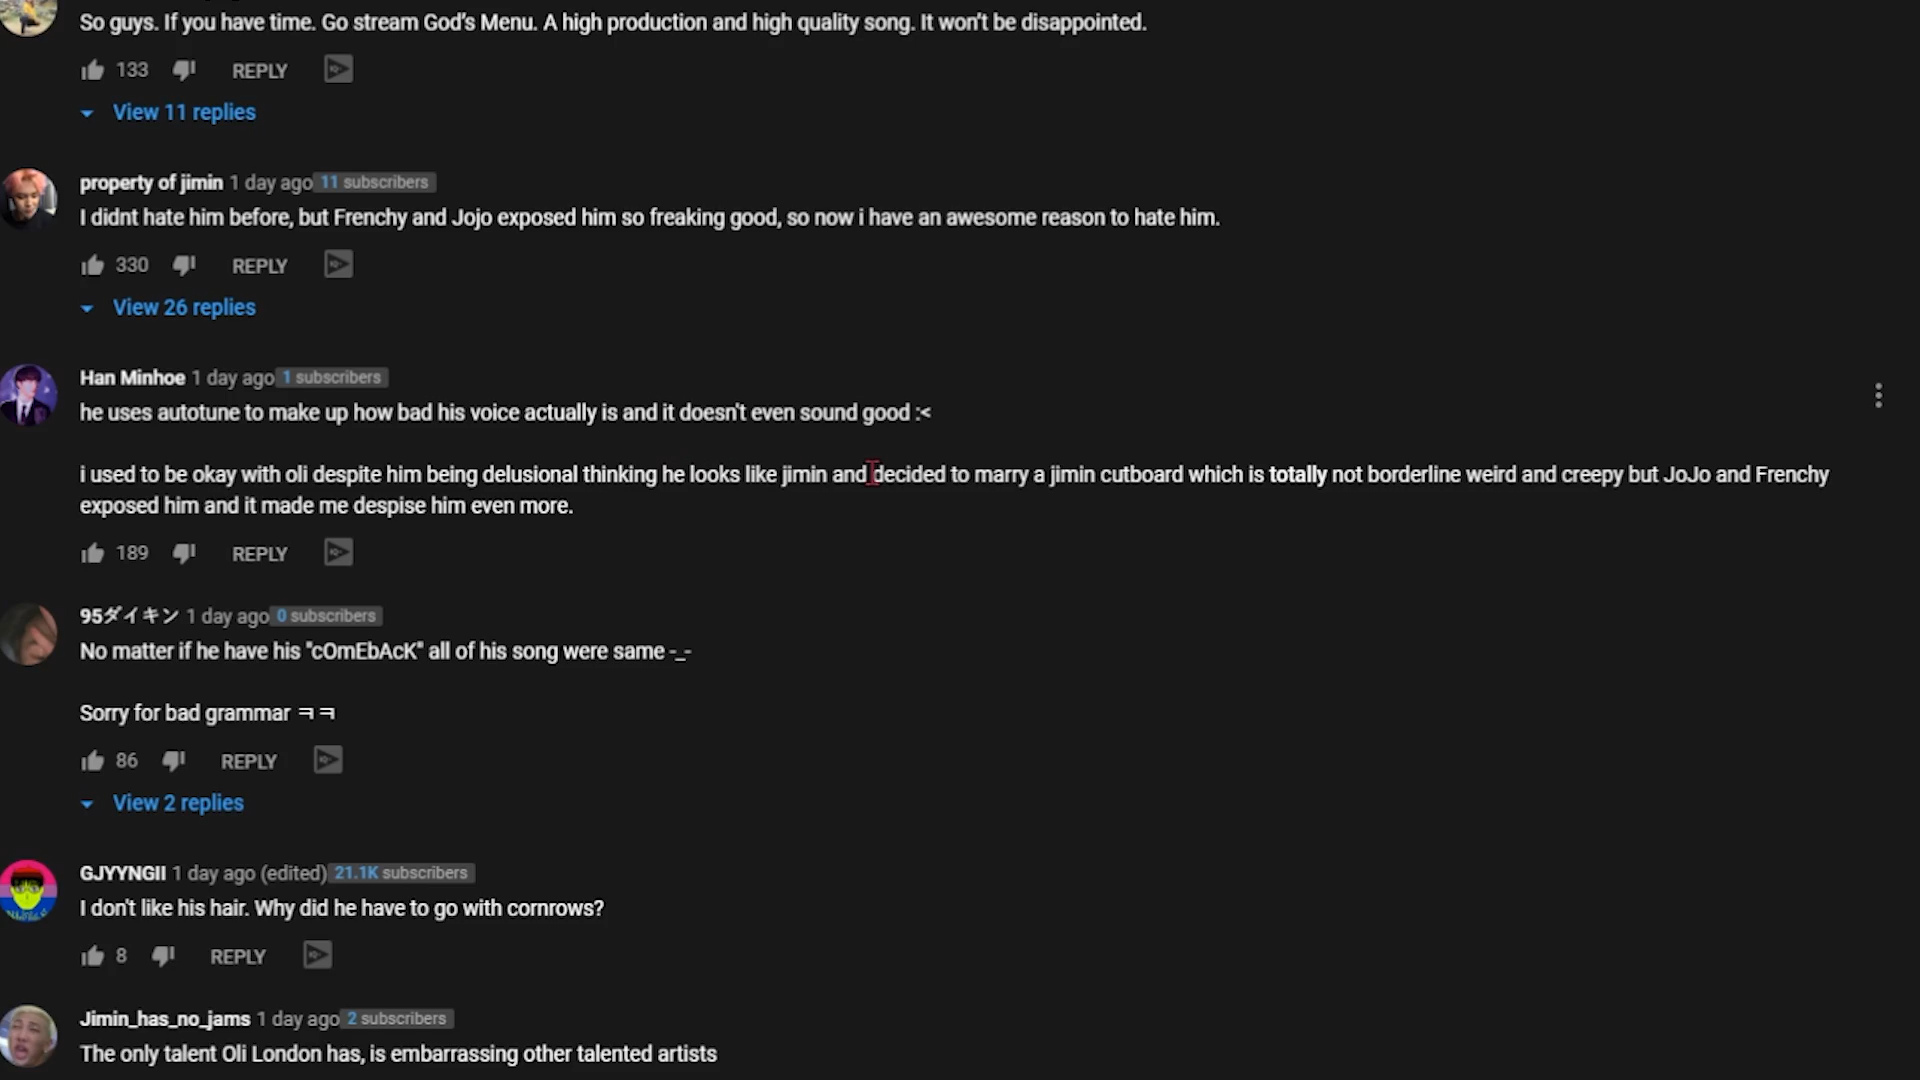 So guys. If you have time. Go stream God's Menu. A high production and high quality song. It won't be disappointed.
133 REPLY
View 11 replies
property of jimin 1 day ago 11 subscribers
I didnt hate him before, but Frenchy and Jojo exposed him so freaking good, so now i have an awesome reason to hate him.
330 REPLY
View 26 replies
Han Minhoe 1 day ago 1 subscribers
he uses autotune to make up how bad his voice actually is and it doesn't even sound good :<
i used to be okay with oli despite him being delusional thinking he looks like jimin and decided to marry a jimin cutboard which is totally not borderline weird and creepy but JoJo and Frenchy
exposed him and it made me despise him even more.
189 REPLY
95ダイキン 1 day ago 0 subscribers
No matter if he have his "cOmEbAcK" all of his song were same -_-
Sorry for bad grammar ㅋㅋ
86 REPLY
View 2 replies
GJYYNGII 1 day ago (edited) 21.1K subscribers
I don't like his hair. Why did he have to go with cornrows?
8 REPLY
Jimin_has_no_jams 1 day ago 2 subscribers
The only talent Oli London has, is embarrassing other talented artists